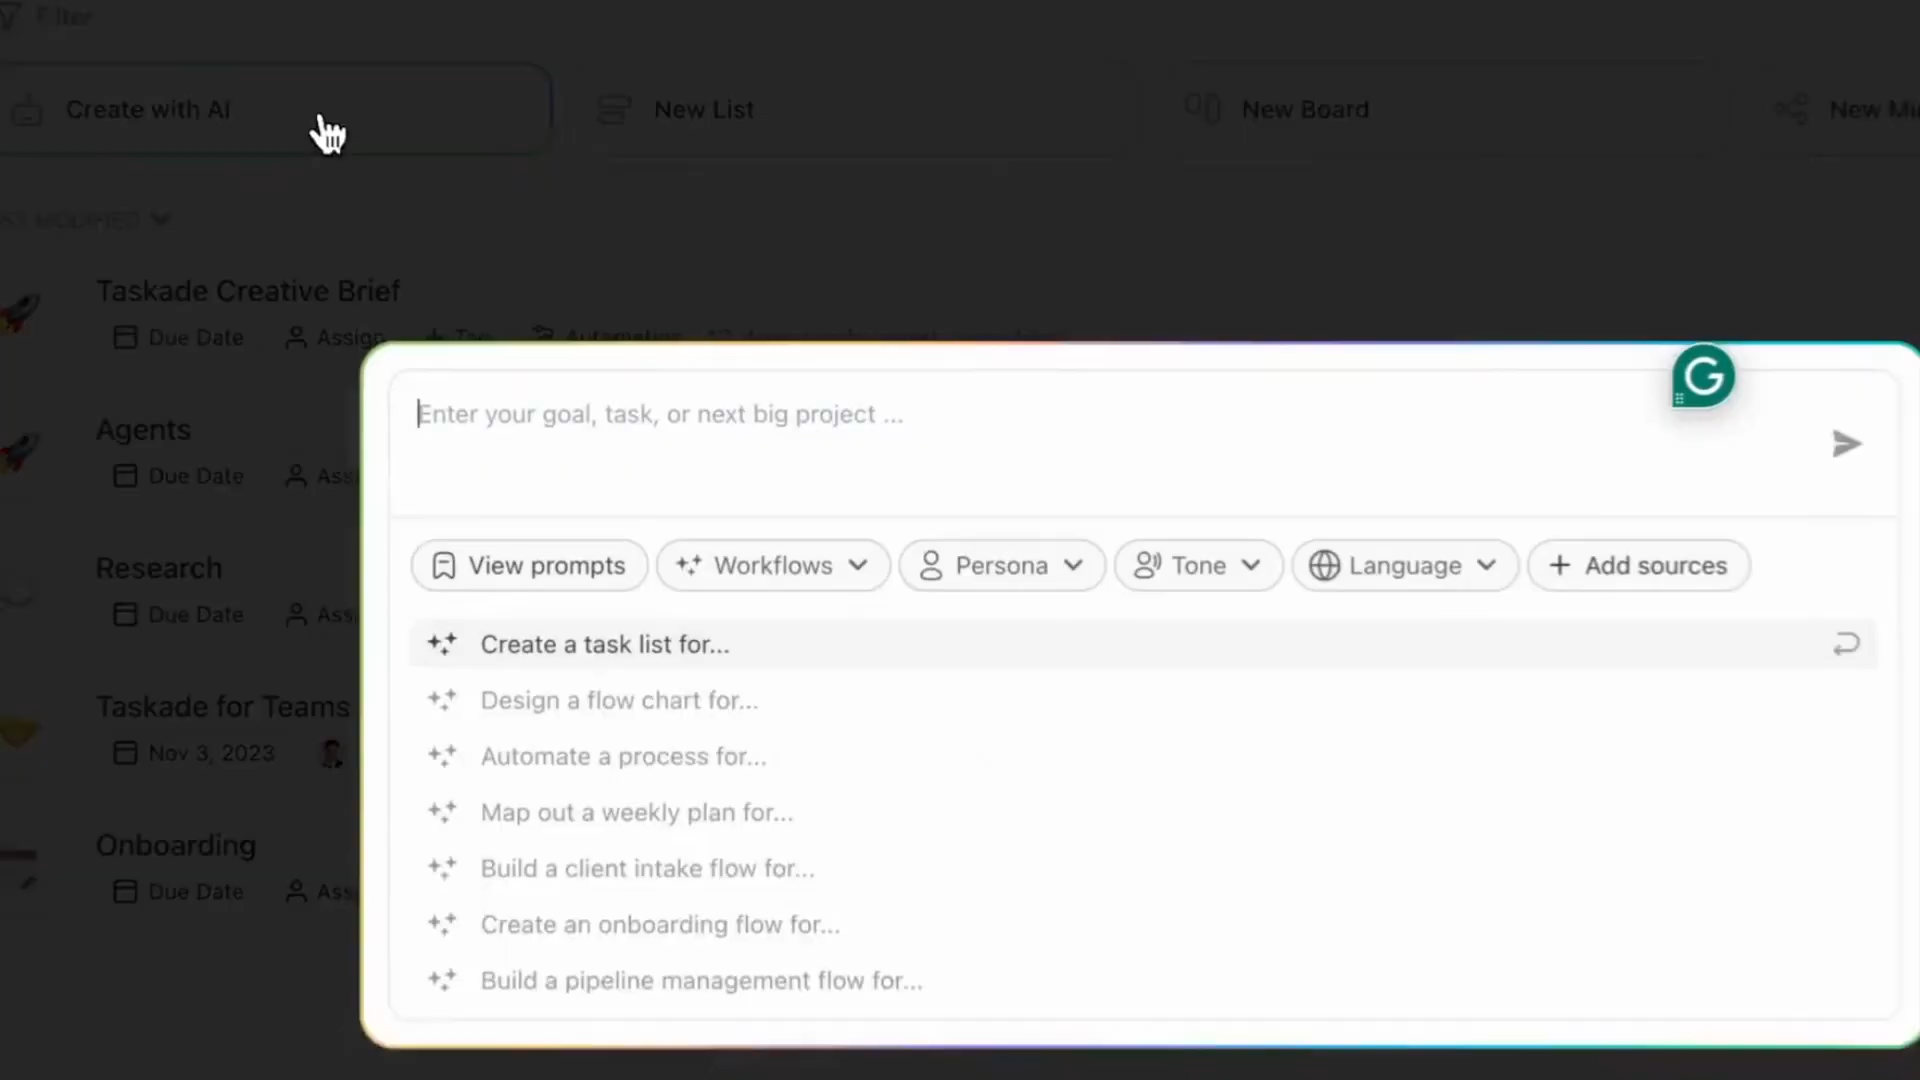 Filter
Create with AI
New List
New Board
New
MODIFIED
Taskade Creative Brief
Due Date Assign Tag Automation
Agents
Due Date
Research
Due Date
Taskade for Teams
Nov 3, 2023
Onboarding
Due Date
G
Enter your goal, task, or next big project ...
View prompts Workflows Persona Tone Language + Add sources
Create a task list for...
Design a flow chart for...
Automate a process for...
Map out a weekly plan for...
Build a client intake flow for...
Create an onboarding flow for...
Build a pipeline management flow for...